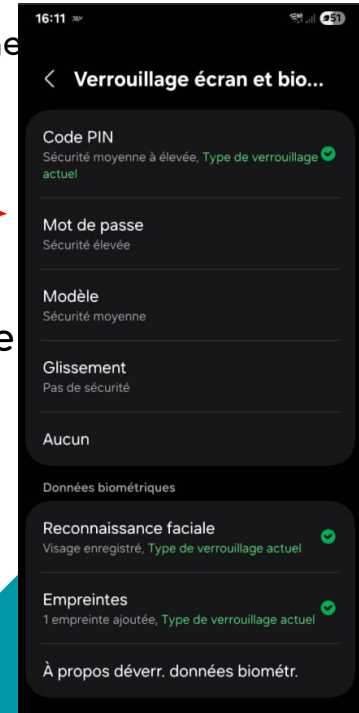 16:11
51
ne
< Verrouillage écran et bio...
Code PIN
Sécurité moyenne à élevée, Type de verrouillage
actuel
Mot de passe
Sécurité élevée
Modèle
Sécurité moyenne
e
Glissement
Pas de sécurité
Aucun
Données biométriques
Reconnaissance faciale
Visage enregistré, Type de verrouillage actuel
Empreintes
1 empreinte ajoutée, Type de verrouillage actuel
À propos déverr. données biométr.